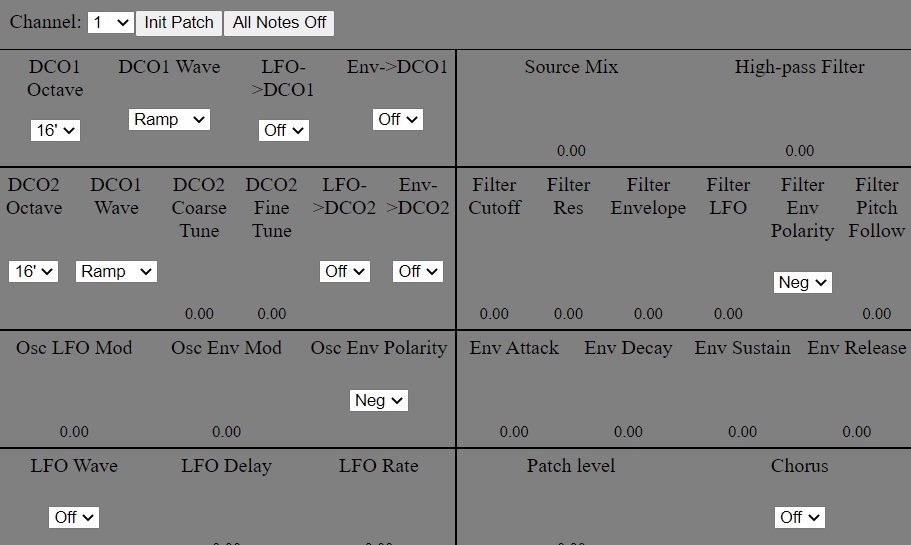 Channel: 1 Init Patch All Notes Off
DCO1 Octave DCO1 Wave LFO->DCO1 Env->DCO1 Source Mix High-pass Filter
16' Ramp Off Off
0.00 0.00
DCO2 Octave DCO1 Wave DCO2 Coarse Tune DCO2 Fine Tune LFO->DCO2 Env->DCO2 Filter Cutoff Filter Res Filter Envelope Filter LFO Filter Env Polarity Filter Pitch Follow
16' Ramp Off Off Neg
0.00 0.00 0.00 0.00 0.00 0.00 0.00
Osc LFO Mod Osc Env Mod Osc Env Polarity Env Attack Env Decay Env Sustain Env Release
Neg
0.00 0.00 0.00 0.00 0.00 0.00
LFO Wave LFO Delay LFO Rate Patch level Chorus
Off Off